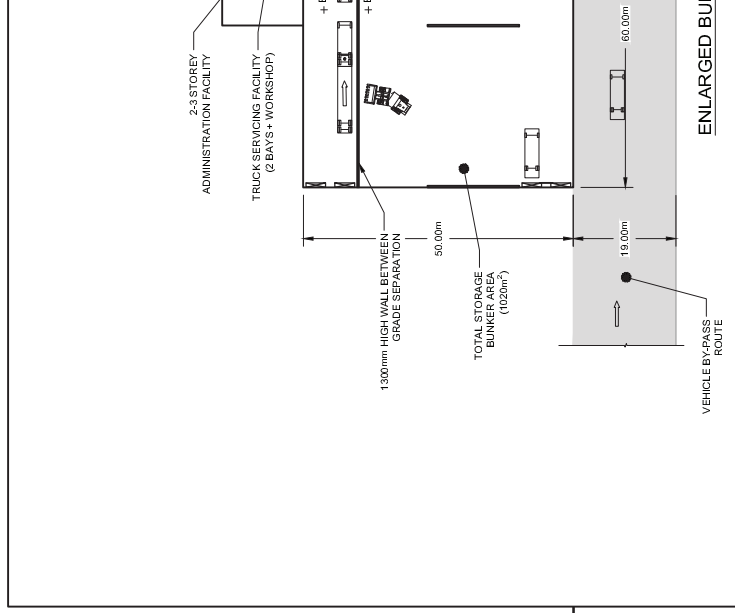 2-3 STOREY
ADMINISTRATION FACILITY
TRUCK SERVICING FACILITY
(2 BAYS + WORKSHOP)
1300mm HIGH WALL BETWEEN
GRADE SEPARATION
50.00m
TOTAL STORAGE
BUNKER AREA
(1020m²)
60.00m
19.00m
VEHICLE BY-PASS
ROUTE
ENLARGED